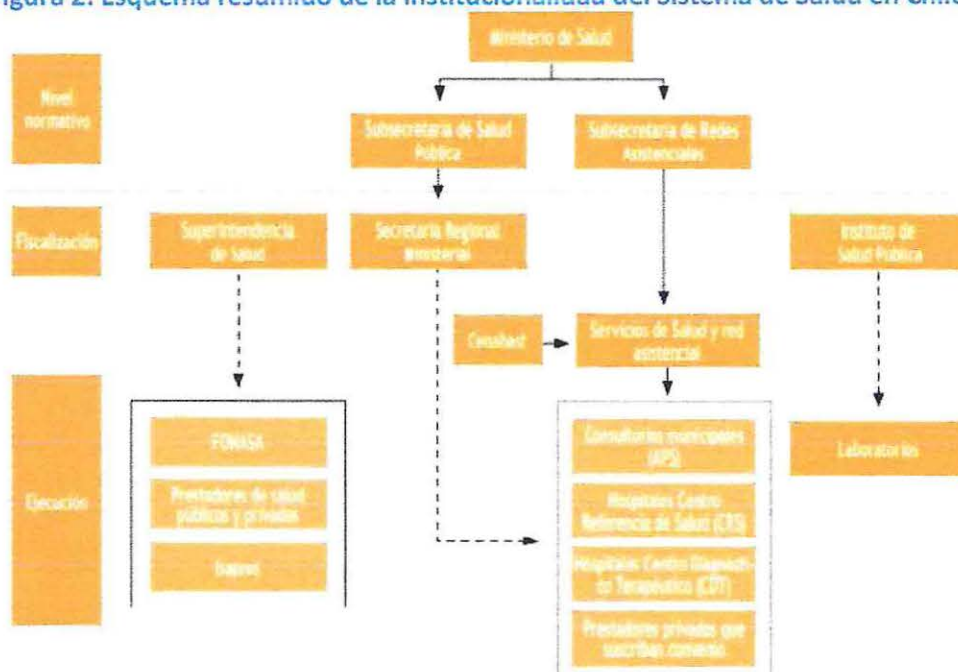 Figura 2. Esquema resumido de la institucionalidad del Sistema de Salud en Chile
Ministerio de Salud
Nivel
normativo
Subsecretaría de Salud
Pública
Subsecretaría de Redes
Asistenciales
Fiscalización
Superintendencia
de Salud
Secretaría Regional
Ministerial
Instituto de
Salud Pública
Cenabast
Servicios de Salud y red
asistencial
Ejecución
FONASA
Prestadores de salud
públicos y privados
Isapres
Consultorios municipales
(APS)
Hospitales Centro
Referencia de Salud (CRS)
Hospitales Centro Diagnósti-
co Terapéutico (CDT)
Prestadores privados que
suscriban convenio
Laboratorios